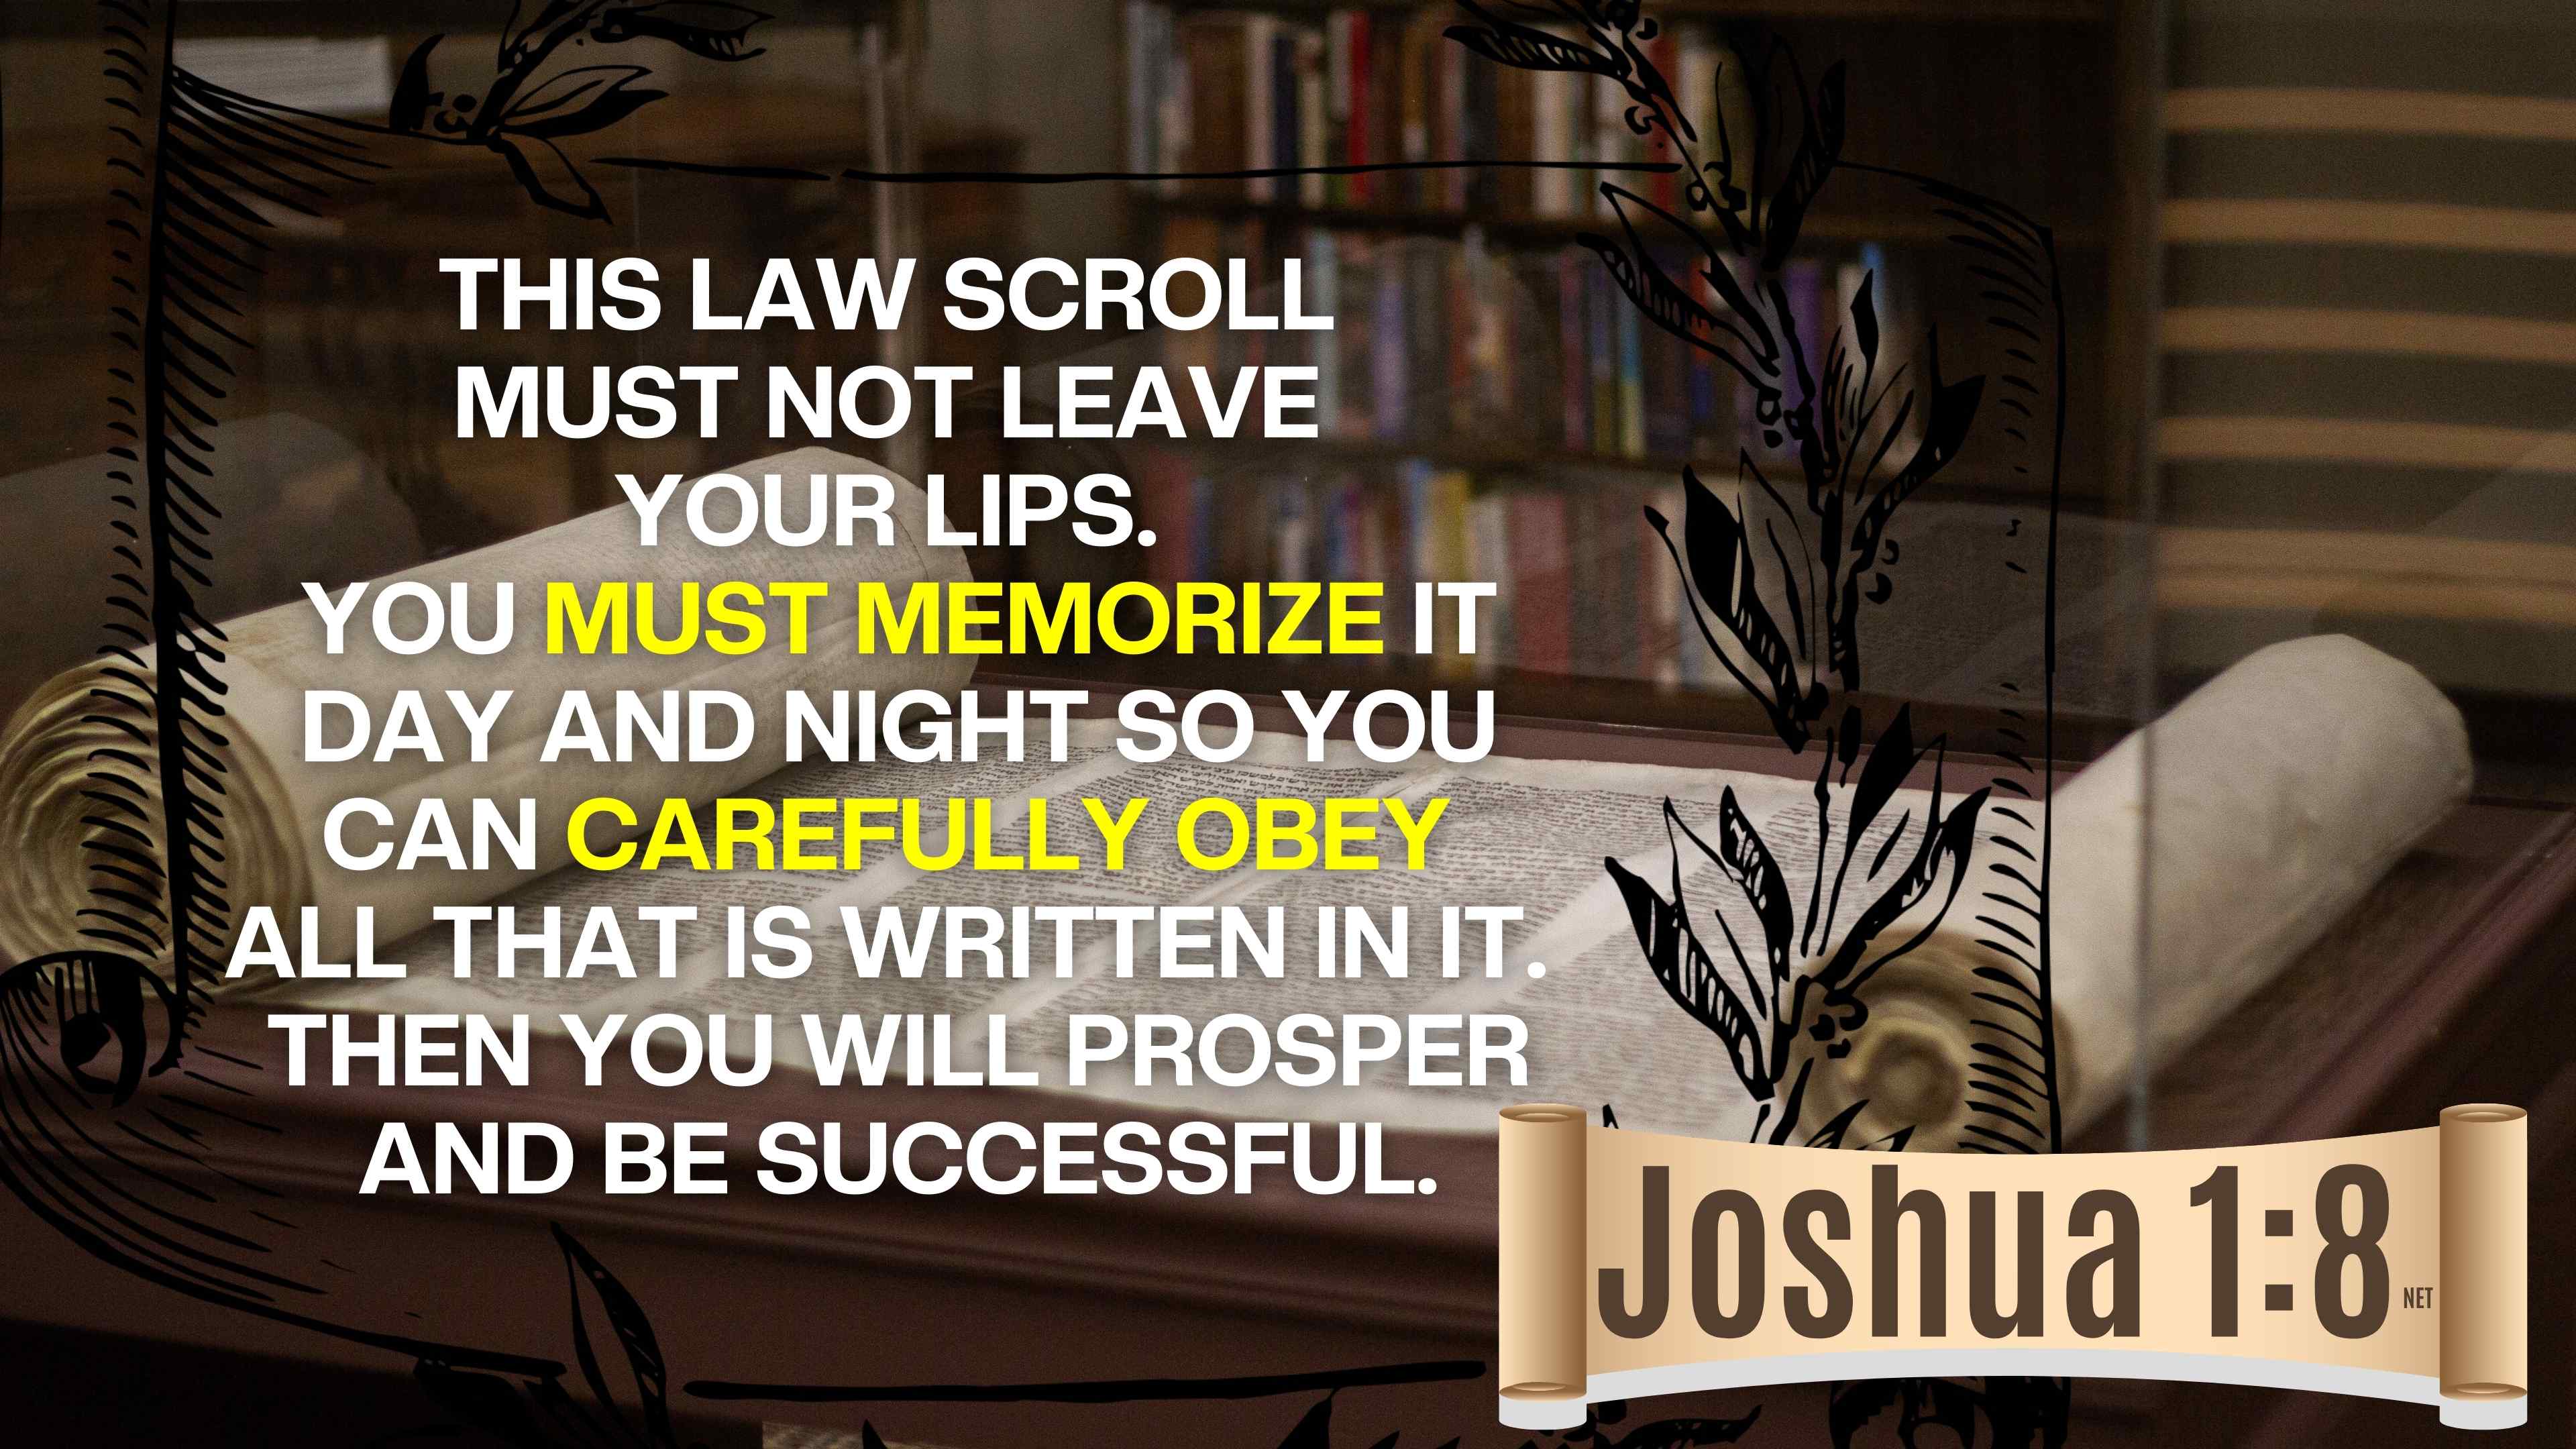 THIS LAW SCROLL
MUST NOT LEAVE
YOUR LIPS.
YOU MUST MEMORIZE IT
DAY AND NIGHT SO YOU
CAN CAREFULLY OBEY
ALL THAT IS WRITTEN IN IT.
THEN YOU WILL PROSPER
AND BE SUCCESSFUL.
Joshua 1:8 NET